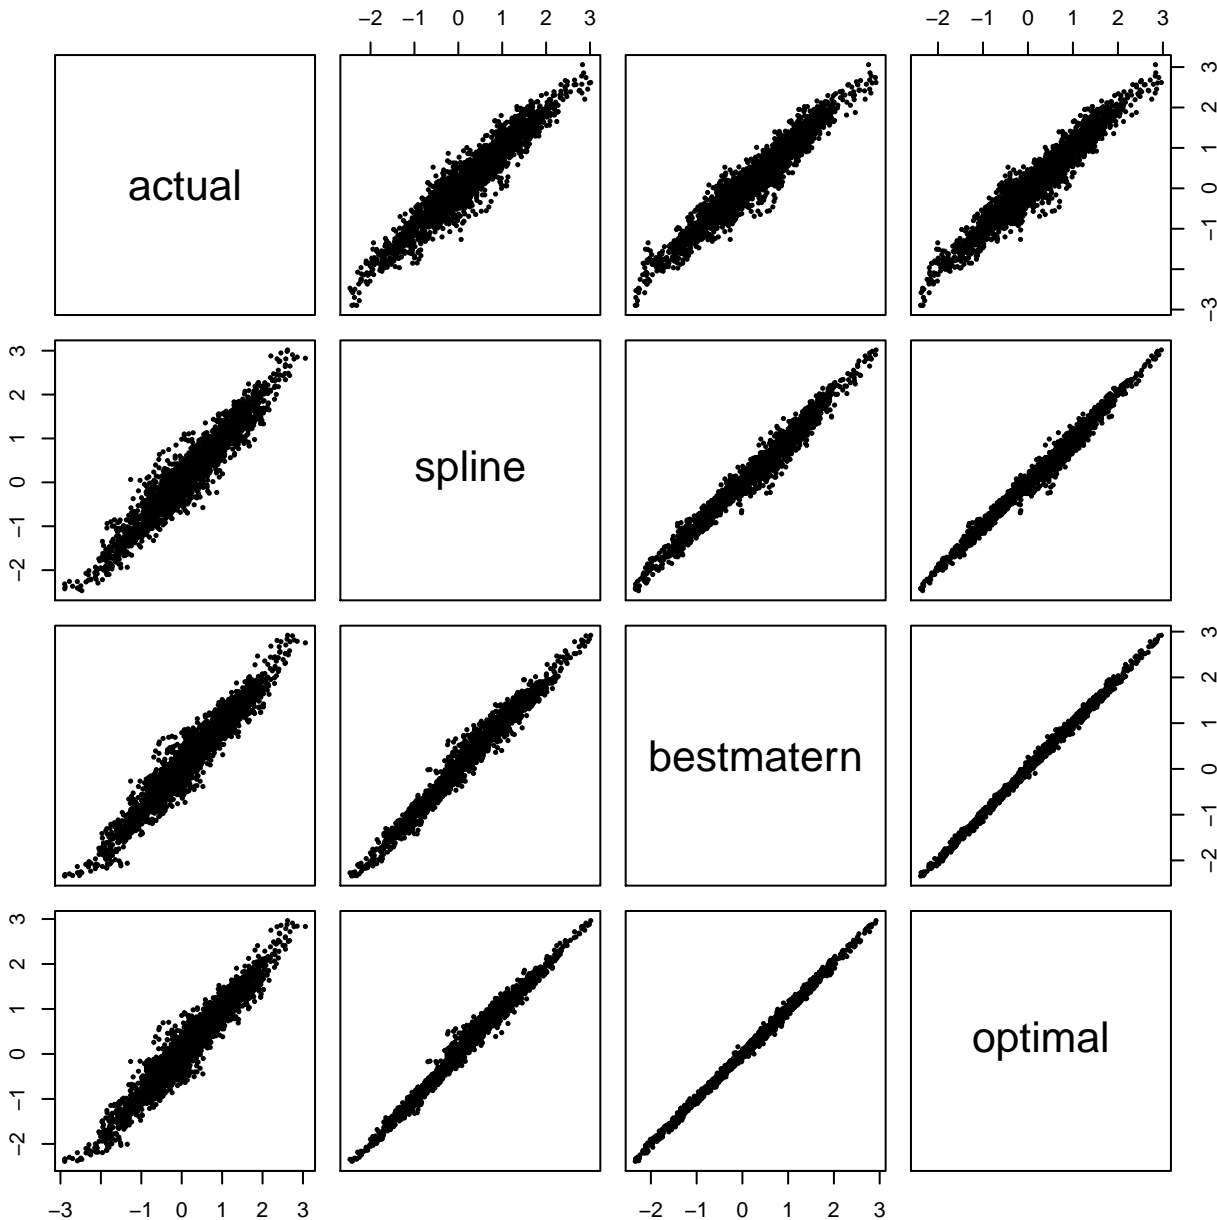 −2 −1 0 1 2 3 −2 −1 0 1 2 3
actual
3 2 1 0 −1 −3
3 2 1 0 −1 −2
spline
bestmatern
3 2 1 0 −1 −2
3 2 1 0 −1 −2
optimal
−3 −1 0 1 2 3 −2 −1 0 1 2 3